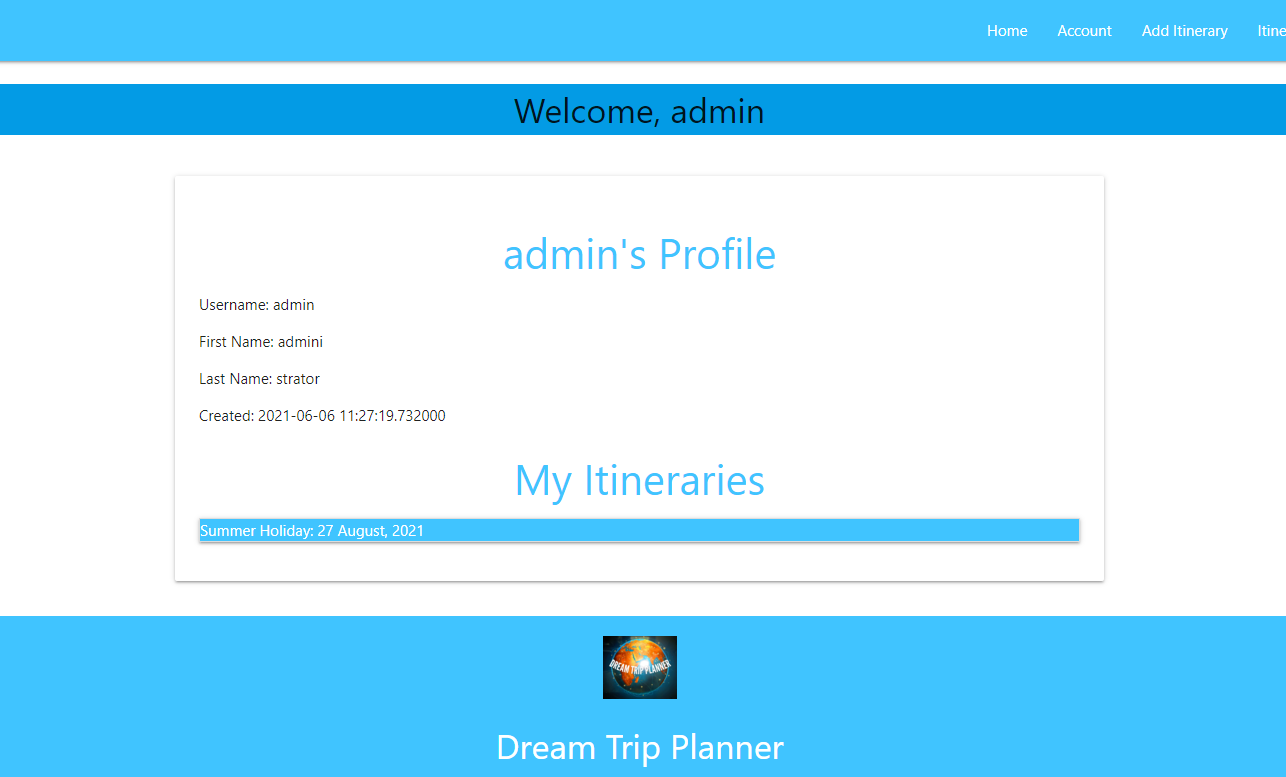 Home Account Add Itinerary Itine
Welcome, admin
admin's Profile
Username: admin
First Name: admini
Last Name: strator
Created: 2021-06-06 11:27:19.732000
My Itineraries
Summer Holiday: 27 August, 2021
DREAM TRIP PLANNER
Dream Trip Planner